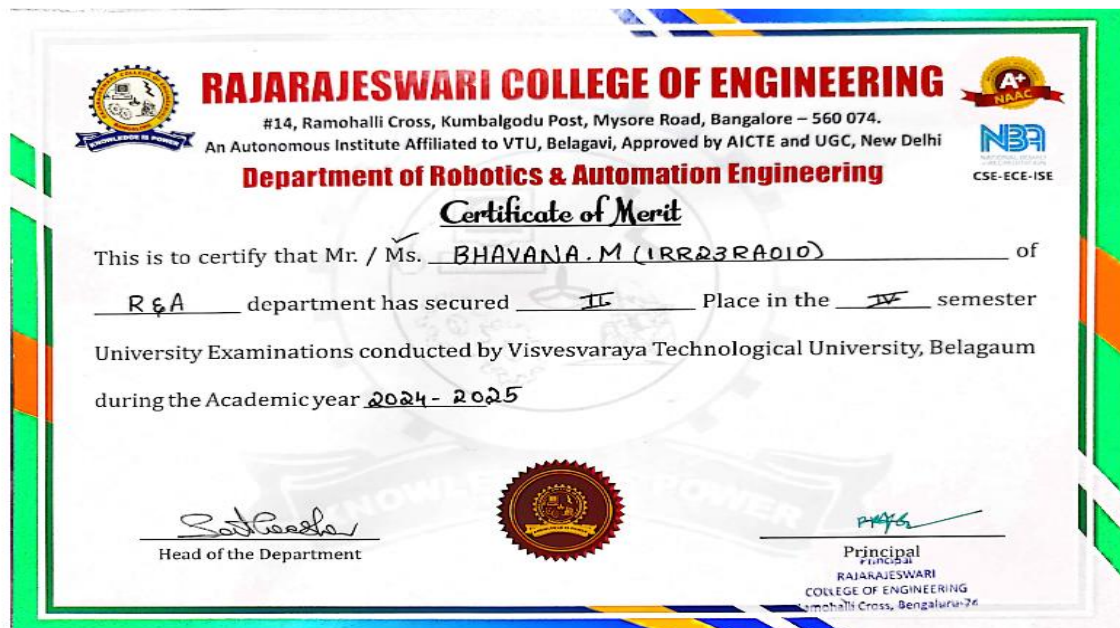 RAJARAJESWARI COLLEGE OF ENGINEERING
#14, Ramohalli Cross, Kumbalgodu Post, Mysore Road, Bangalore – 560 074.
An Autonomous Institute Affiliated to VTU, Belagavi, Approved by AICTE and UGC, New Delhi
Department of Robotics & Automation Engineering
A+
NAAC
NBA
CSE-ECE-ISE
KNOWLEDGE IS POWER
Certificate of Merit
This is to certify that Mr. / Ms. BHAVANA.M (1RR23RA010) of
R&A department has secured II Place in the IV semester
University Examinations conducted by Visvesvaraya Technological University, Belagaum
during the Academic year 2024-2025
Head of the Department
Principal
Principal
RAJARAJESWARI
COLLEGE OF ENGINEERING
Ramohalli Cross, Bengaluru-74